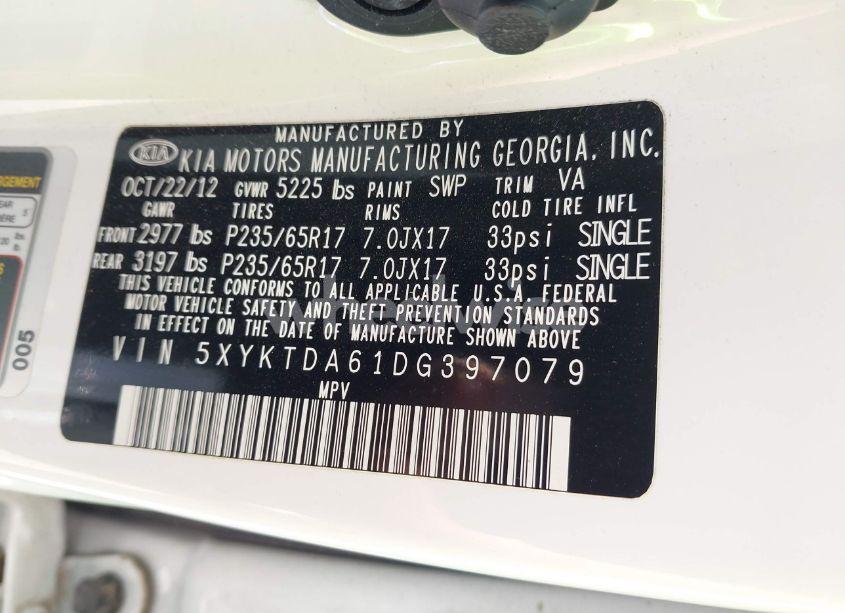 MANUFACTURED BY
KIA KIA MOTORS MANUFACTURING GEORGIA, INC.
OCT/22/12 GVWR 5225 lbs PAINT SWP TRIM VA
GAWR TIRES RIMS COLD TIRE INFL
FRONT 2977 lbs P235/65R17 7.0JX17 33psi SINGLE
REAR 3197 lbs P235/65R17 7.0JX17 33psi SINGLE
THIS VEHICLE CONFORMS TO ALL APPLICABLE U.S.A. FEDERAL
MOTOR VEHICLE SAFETY AND THEFT PREVENTION STANDARDS
IN EFFECT ON THE DATE OF MANUFACTURE SHOWN ABOVE
VIN 5XYKTDA61DG397079
MPV
005